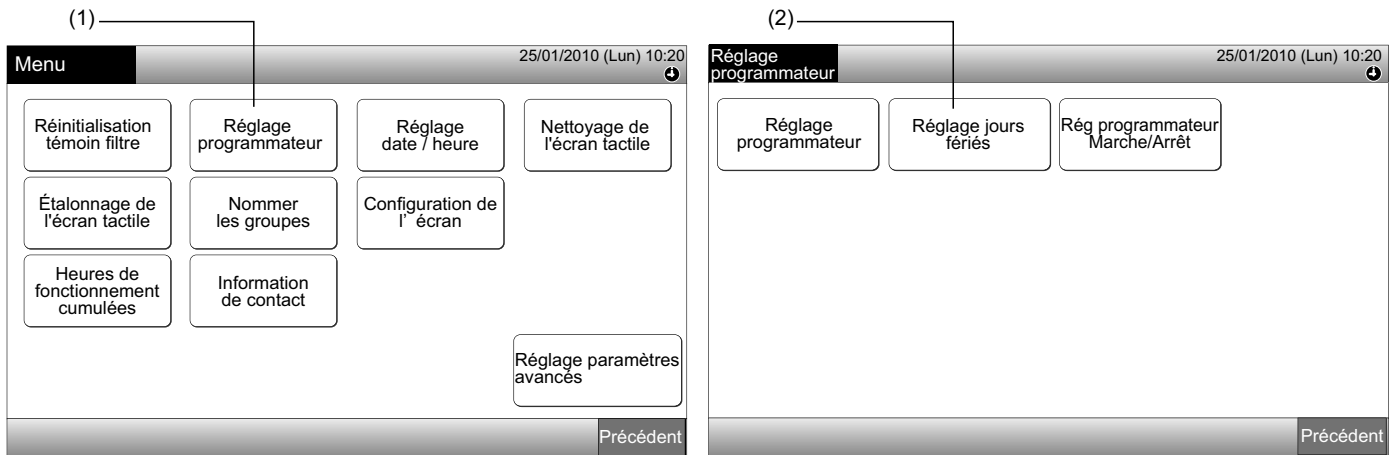 (1)
Menu
25/01/2010 (Lun) 10:20
Réinitialisation
témoin filtre
Réglage
programmateur
Réglage
date / heure
Nettoyage de
l'écran tactile
Étalonnage de
l'écran tactile
Nommer
les groupes
Configuration de
l’ écran
Heures de
fonctionnement
cumulées
Information
de contact
Réglage paramètres
avancés
Précédent
(2)
Réglage
programmateur
25/01/2010 (Lun) 10:20
Réglage
programmateur
Réglage jours
fériés
Rég programmateur
Marche/Arrêt
Précédent